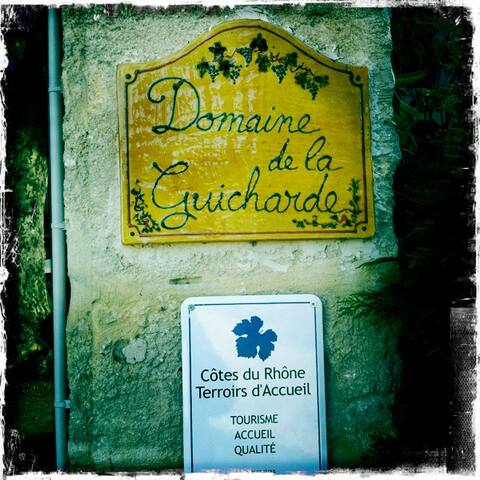 Domaine
de la
Guicharde
Côtes du Rhône
Terroirs d'Accueil
TOURISME
ACCUEIL
QUALITÉ